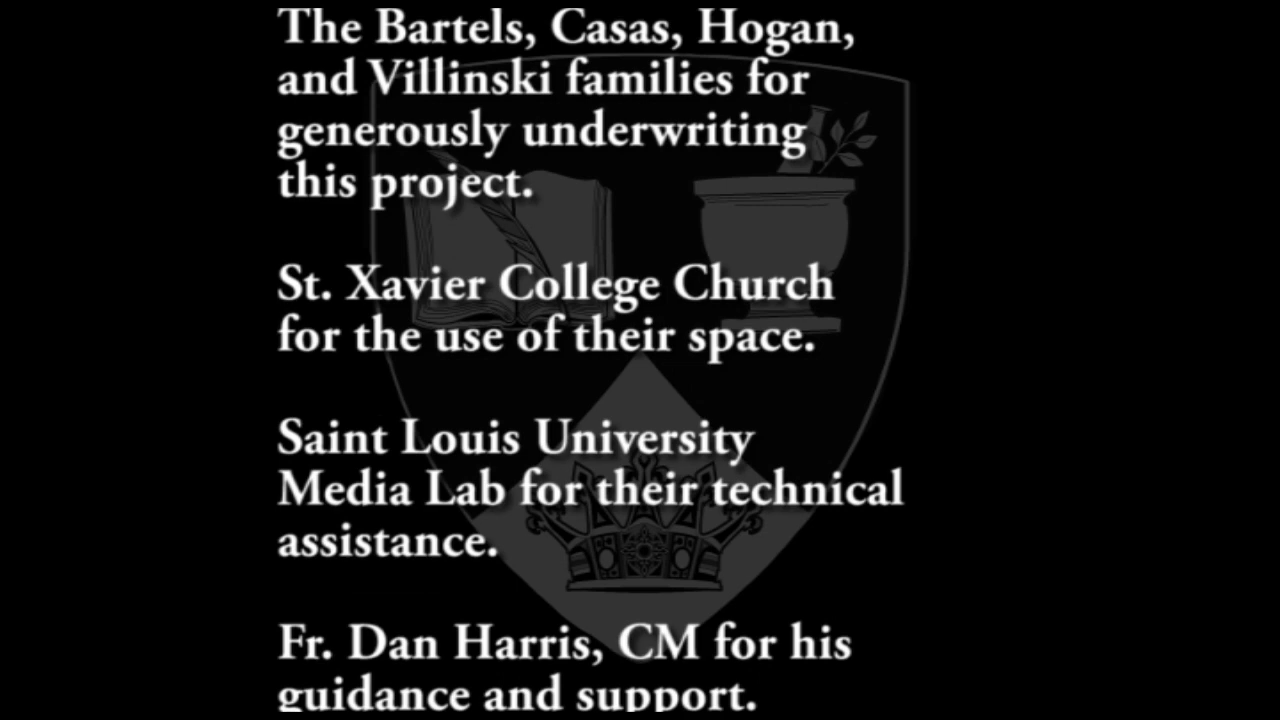 The Bartels, Casas, Hogan,
and Villinski families for
generously underwriting
this project.
St. Xavier College Church
for the use of their space.
Saint Louis University
Media Lab for their technical
assistance.
Fr. Dan Harris, CM for his
guidance and support.